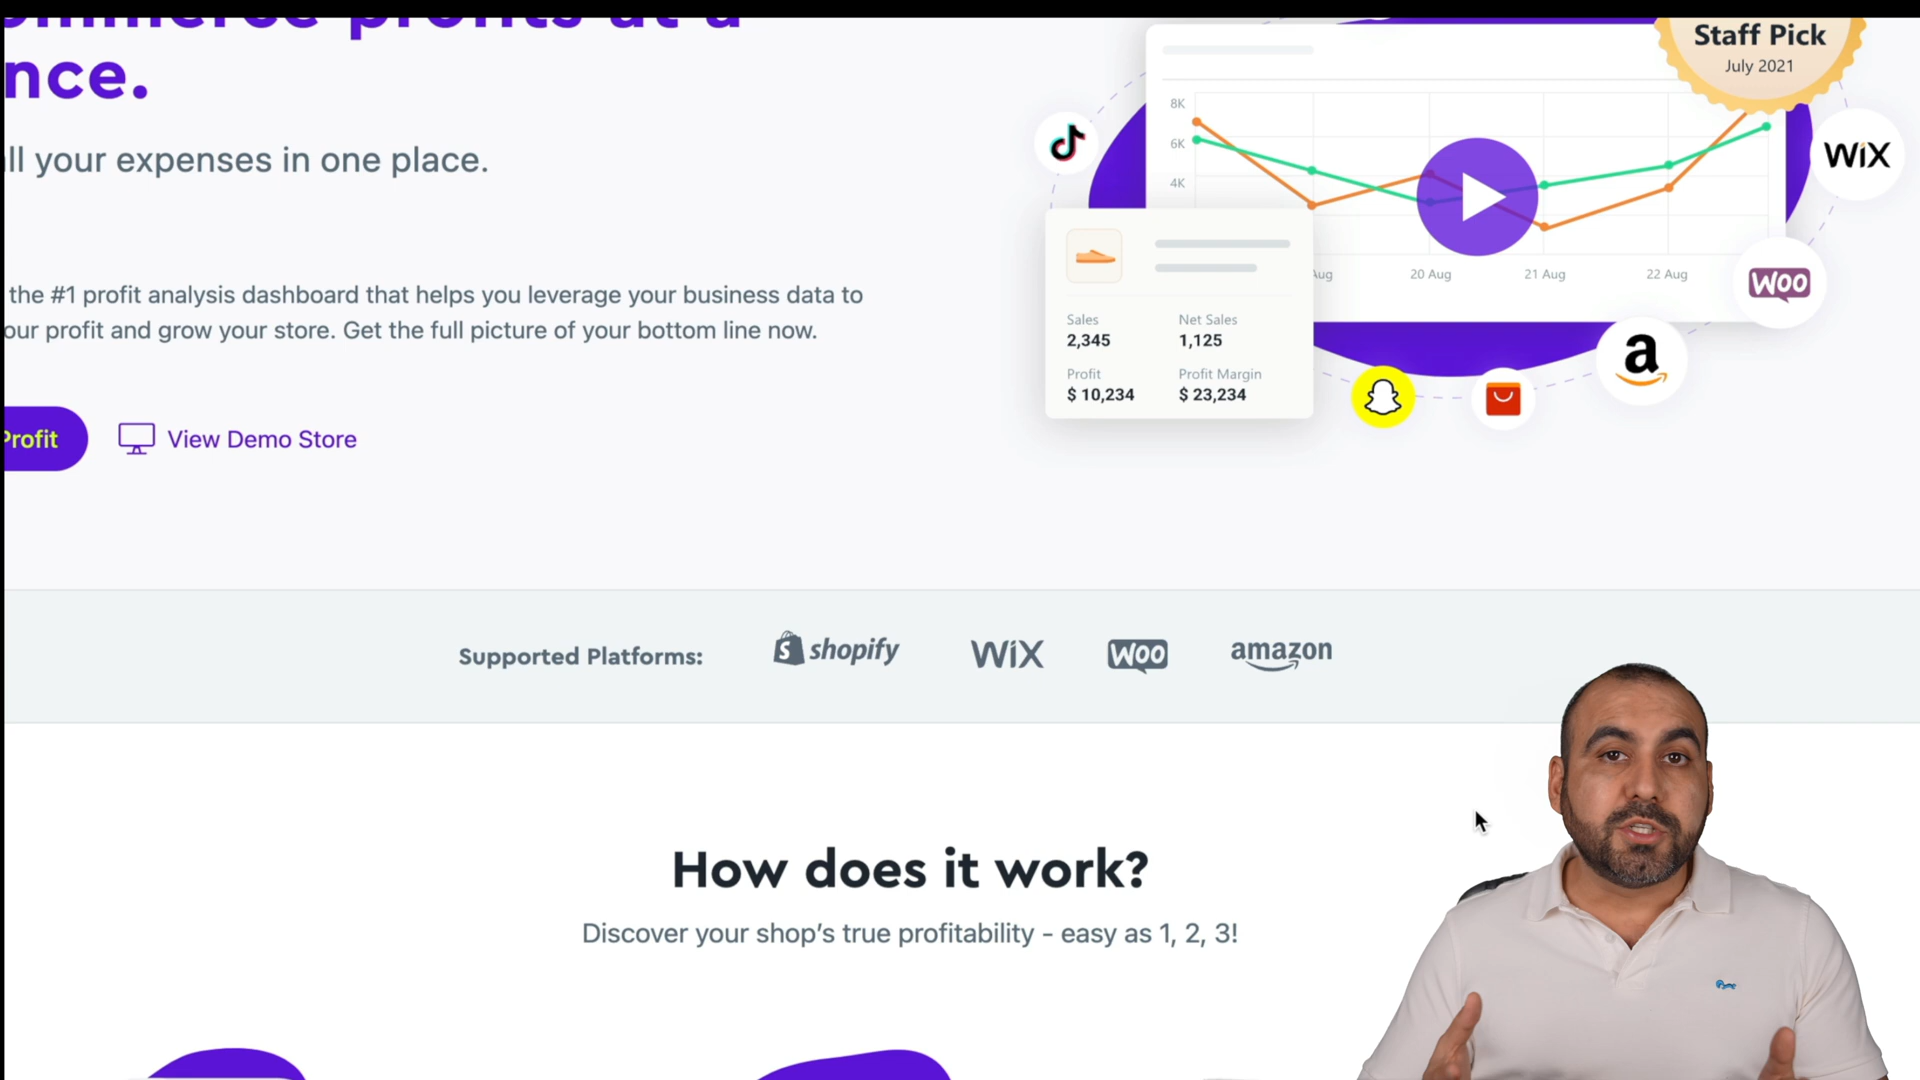 nce.
ll your expenses in one place.
the #1 profit analysis dashboard that helps you leverage your business data to
our profit and grow your store. Get the full picture of your bottom line now.
Profit
View Demo Store
Staff Pick
July 2021
8K
6K
4K
Aug
20 Aug
21 Aug
22 Aug
WiX
WOO
a
Sales
2,345
Net Sales
1,125
Profit
$ 10,234
Profit Margin
$ 23,234
Supported Platforms:
shopify
WiX
WOO
amazon
How does it work?
Discover your shop’s true profitability - easy as 1, 2, 3!